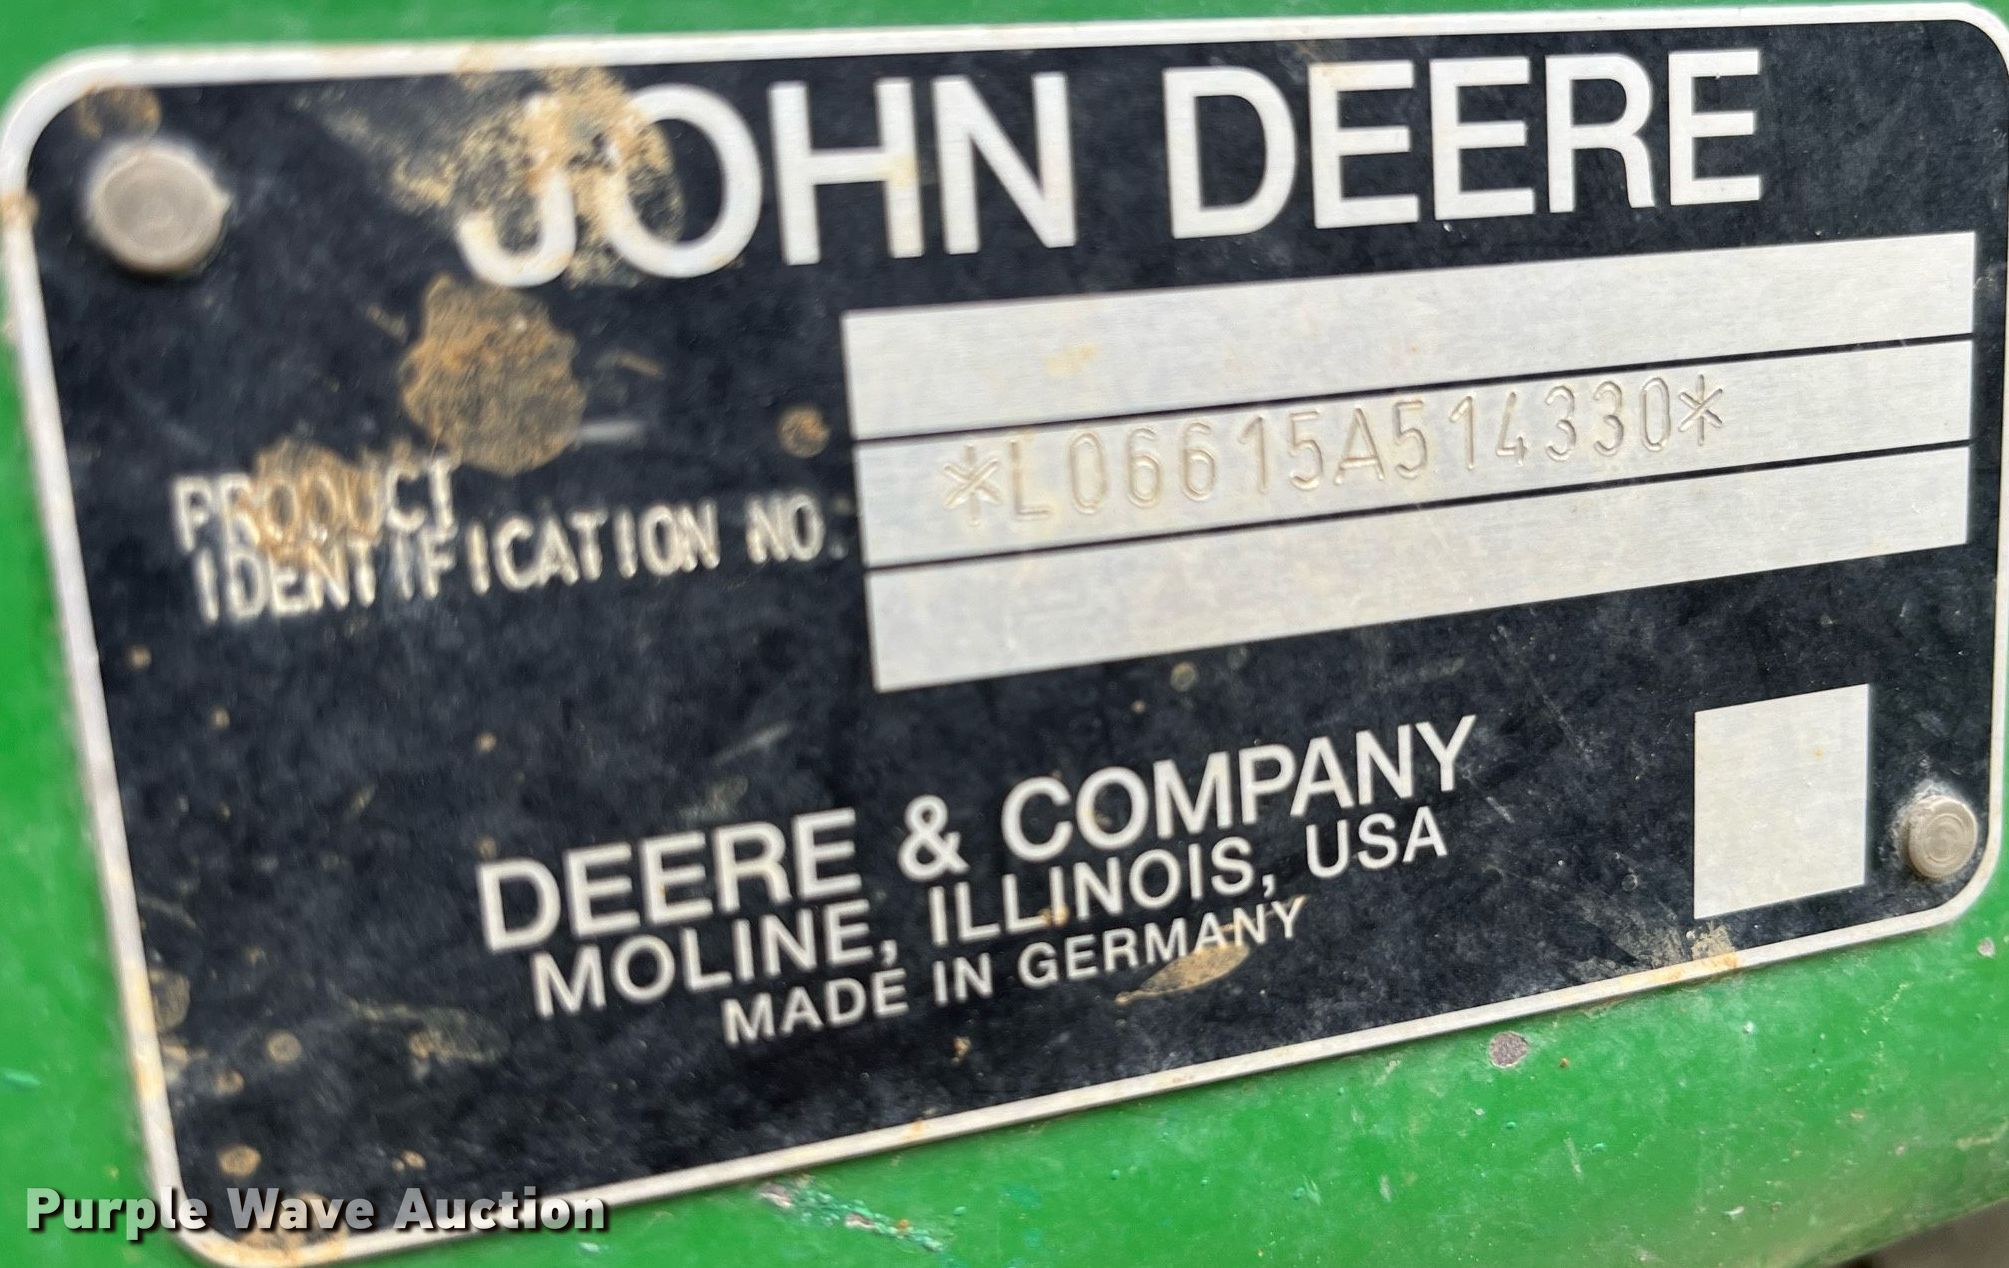 JOHN DEERE
PRODUCT
IDENTIFICATION NO.
*L06615A514330*
DEERE & COMPANY
MOLINE, ILLINOIS, USA
MADE IN GERMANY
Purple Wave Auction